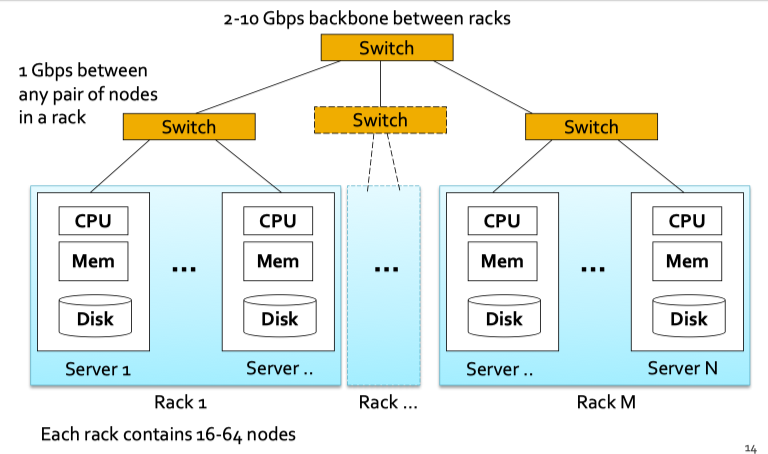 2-10 Gbps backbone between racks
Switch
1 Gbps between
any pair of nodes
in a rack
Switch
Switch
Switch
CPU
Mem
Disk
Server 1
...
CPU
Mem
Disk
Server ..
...
CPU
Mem
Disk
Server ..
...
CPU
Mem
Disk
Server N
Rack 1
Rack ...
Rack M
Each rack contains 16-64 nodes
14